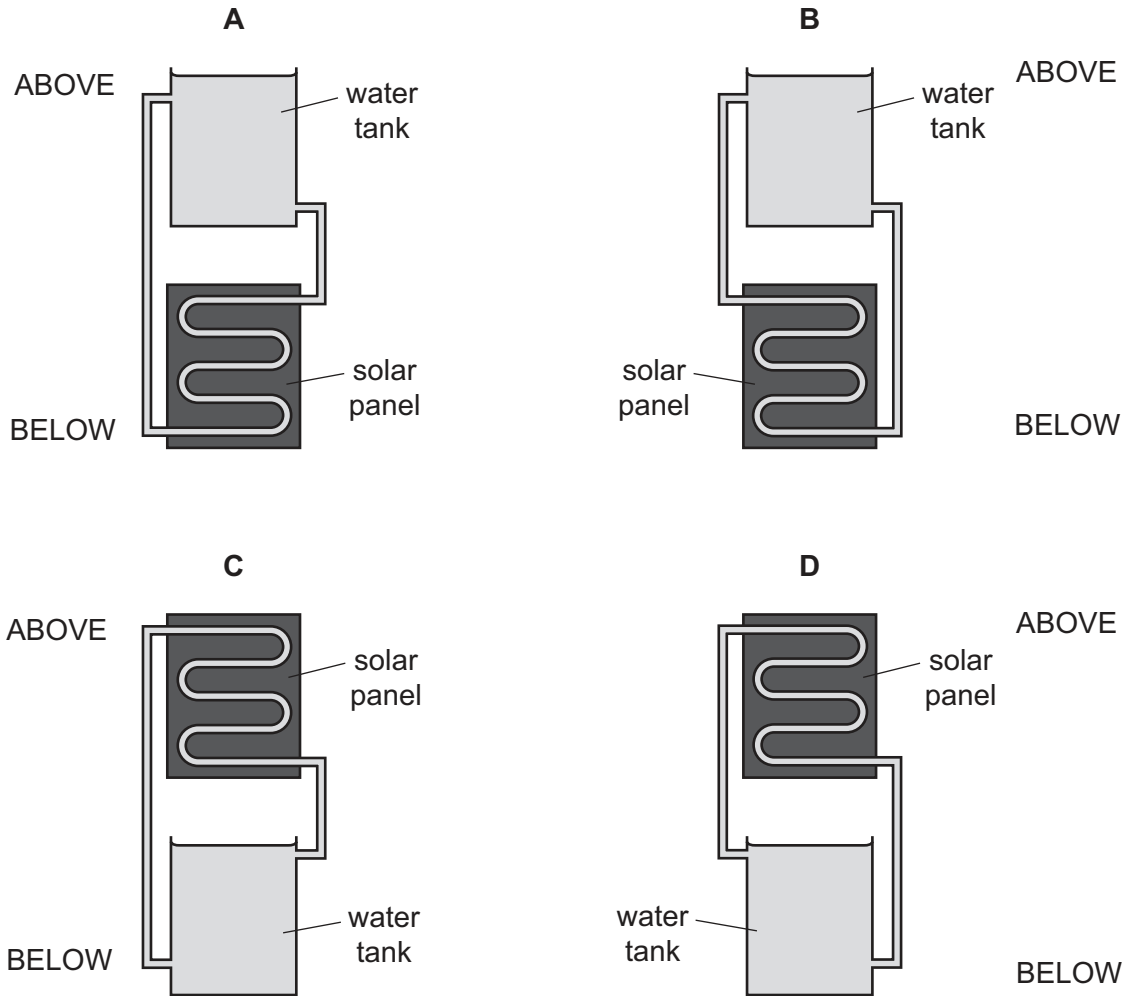 A
B
ABOVE
ABOVE
water
tank
water
tank
solar
panel
solar
panel
BELOW
BELOW
C
D
ABOVE
ABOVE
solar
panel
solar
panel
water
tank
water
tank
BELOW
BELOW